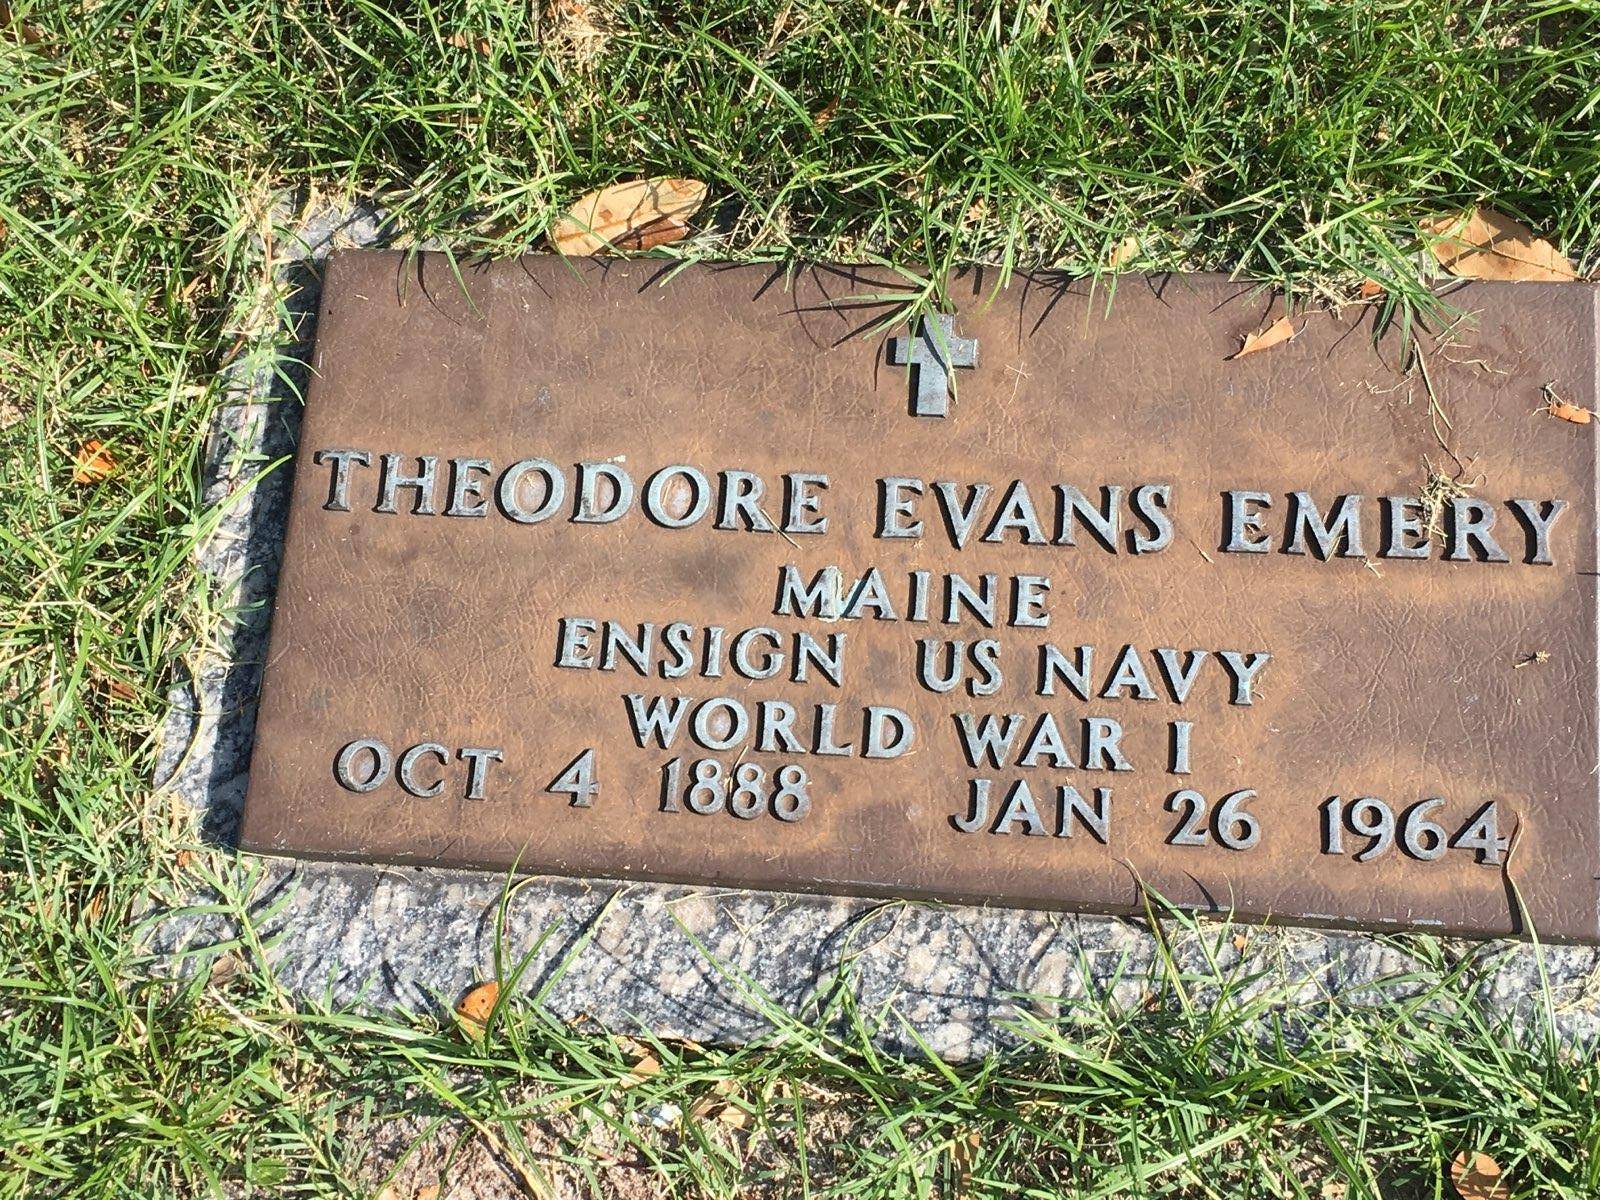 THEODORE EVANS EMERY
MAINE
ENSIGN US NAVY
WORLD WAR I
OCT 4 1888 JAN 26 1964